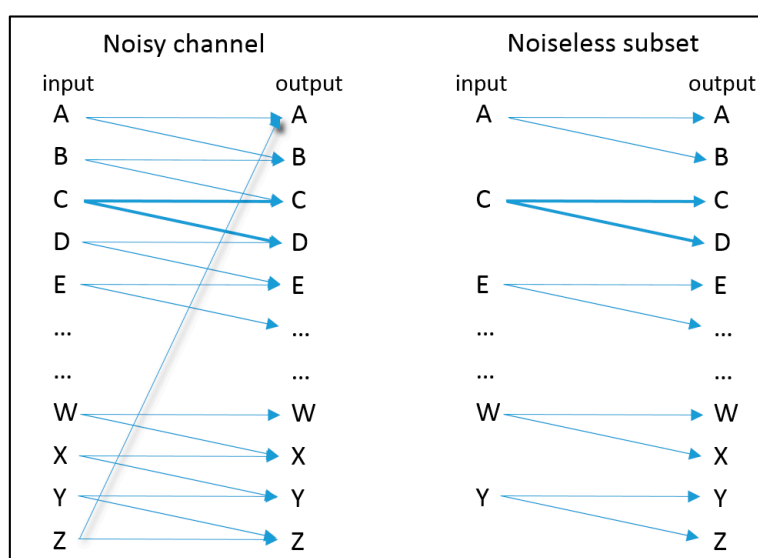 Noisy channel Noiseless subset
input output input output
A A A A
B B B
C C C C
D D D
E E E E
... ... ... ...
... ... ... ...
W W W W
X X X
Y Y Y Y
Z Z Z